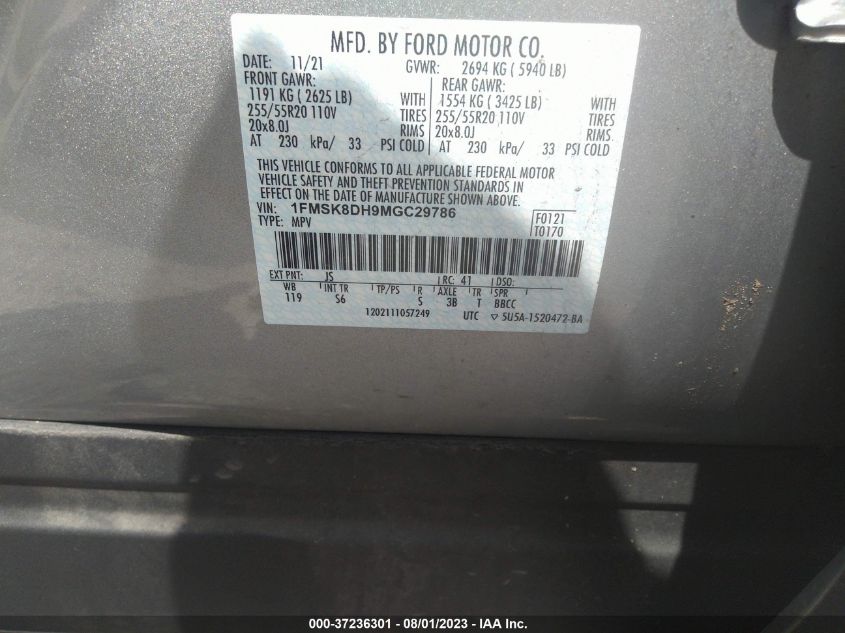 MFD. BY FORD MOTOR CO.
DATE: 11/21 GVWR: 2694 KG ( 5940 LB)
FRONT GAWR: REAR GAWR:
1191 KG ( 2625 LB) WITH 1554 KG ( 3425 LB) WITH
255/55R20 110V TIRES 255/55R20 110V TIRES
20x8.0J RIMS 20x8.0J RIMS
AT 230 kPa/ 33 PSI COLD AT 230 kPa/ 33 PSI COLD
THIS VEHICLE CONFORMS TO ALL APPLICABLE FEDERAL MOTOR
VEHICLE SAFETY AND THEFT PREVENTION STANDARDS IN
EFFECT ON THE DATE OF MANUFACTURE SHOWN ABOVE.
VIN: 1FMSK8DH9MGC29786 F0121
TYPE: MPV T0170
EXT PNT: JS RC: 41 DSO:
WB INT TR TP/PS R AXLE TR SPR
119 S6 S 3B T BBCC
1202111057249 UTC ▽ 5U5A-1520472-BA
000-37236301 - 08/01/2023 - IAA Inc.